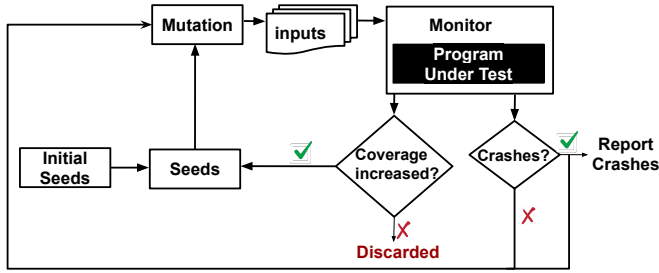 Mutation
inputs
Monitor
Program
Under Test
Initial
Seeds
Seeds
Coverage
increased?
Crashes?
Report
Crashes
Discarded